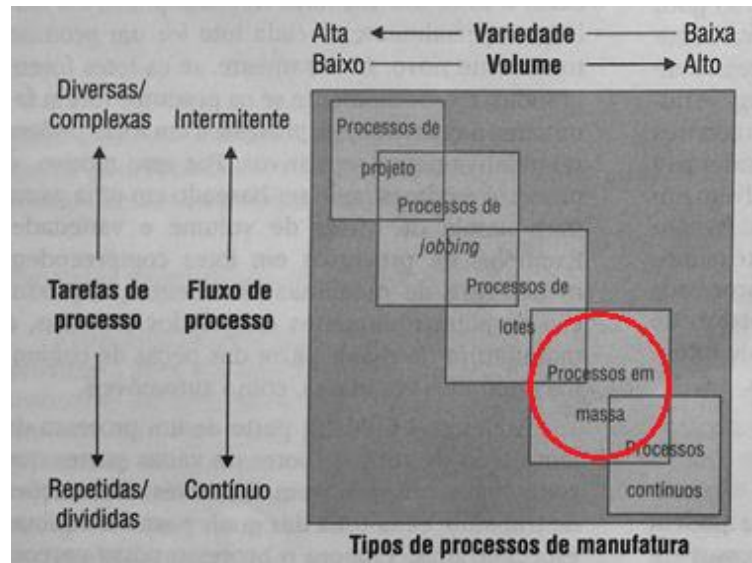 Alta Variedade Baixa
Baixo Volume Alto
Diversas/
complexas
Intermitente
Tarefas de
processo
Fluxo de
processo
Repetidas/
divididas
Contínuo
Processos de
projeto
Processos de
jobbing
Processos de
lotes
Processos em
massa
Processos
contínuos
Tipos de processos de manufatura